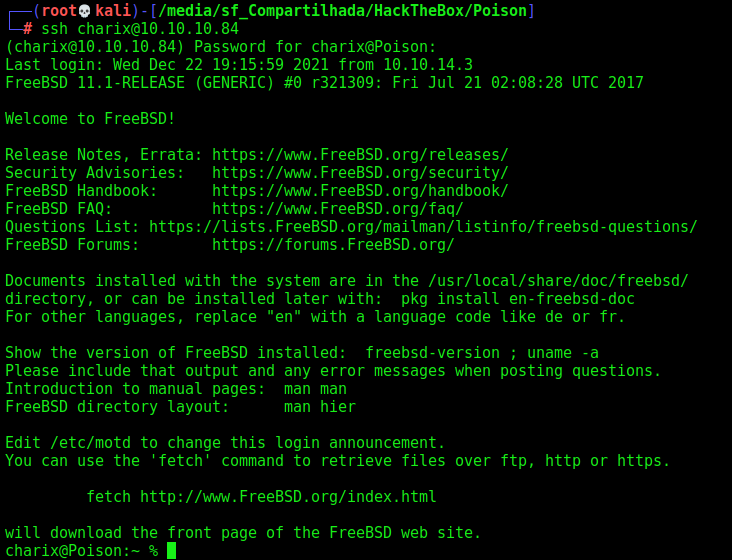 ┌──(root💀kali)-[/media/sf_Compartilhada/HackTheBox/Poison]
└─# ssh charix@10.10.10.84
(charix@10.10.10.84) Password for charix@Poison:
Last login: Wed Dec 22 19:15:59 2021 from 10.10.14.3
FreeBSD 11.1-RELEASE (GENERIC) #0 r321309: Fri Jul 21 02:08:28 UTC 2017

Welcome to FreeBSD!

Release Notes, Errata: https://www.FreeBSD.org/releases/
Security Advisories:   https://www.FreeBSD.org/security/
FreeBSD Handbook:      https://www.FreeBSD.org/handbook/
FreeBSD FAQ:           https://www.FreeBSD.org/faq/
Questions List: https://lists.FreeBSD.org/mailman/listinfo/freebsd-questions/
FreeBSD Forums:        https://forums.FreeBSD.org/

Documents installed with the system are in the /usr/local/share/doc/freebsd/
directory, or can be installed later with:  pkg install en-freebsd-doc
For other languages, replace "en" with a language code like de or fr.

Show the version of FreeBSD installed:  freebsd-version ; uname -a
Please include that output and any error messages when posting questions.
Introduction to manual pages:  man man
FreeBSD directory layout:      man hier

Edit /etc/motd to change this login announcement.
You can use the 'fetch' command to retrieve files over ftp, http or https.

         fetch http://www.FreeBSD.org/index.html

will download the front page of the FreeBSD web site.
charix@Poison:~ %